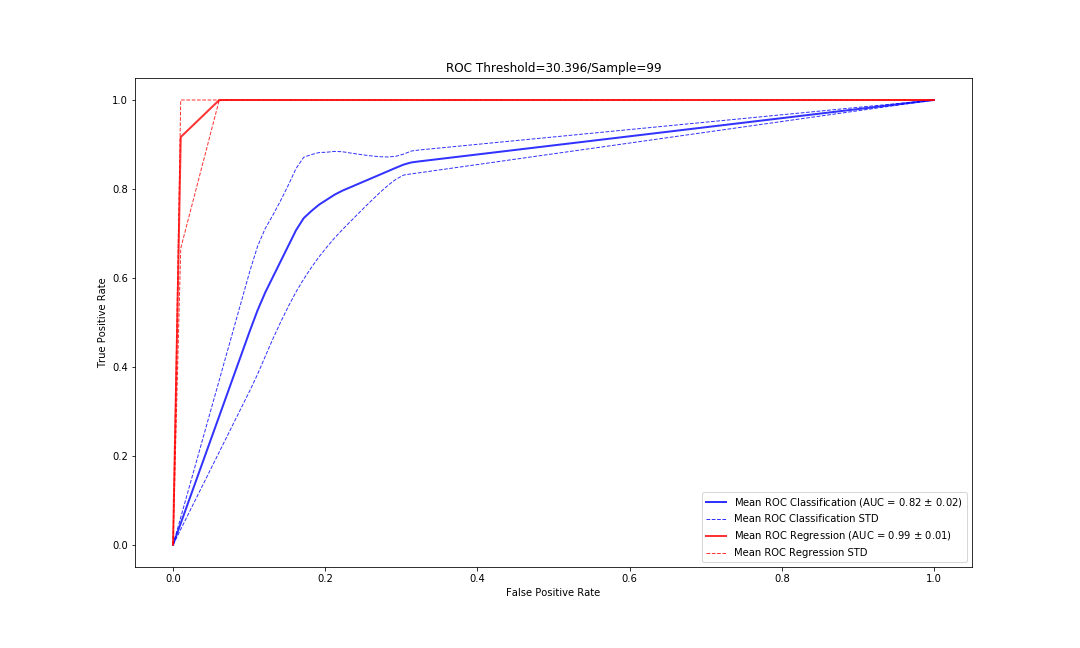 ROC Threshold=30.396/Sample=99
1.0
0.8
0.6
0.4
0.2
0.0
True Positive Rate
0.0 0.2 0.4 0.6 0.8 1.0
False Positive Rate
Mean ROC Classification (AUC = 0.82 ± 0.02)
Mean ROC Classification STD
Mean ROC Regression (AUC = 0.99 ± 0.01)
Mean ROC Regression STD